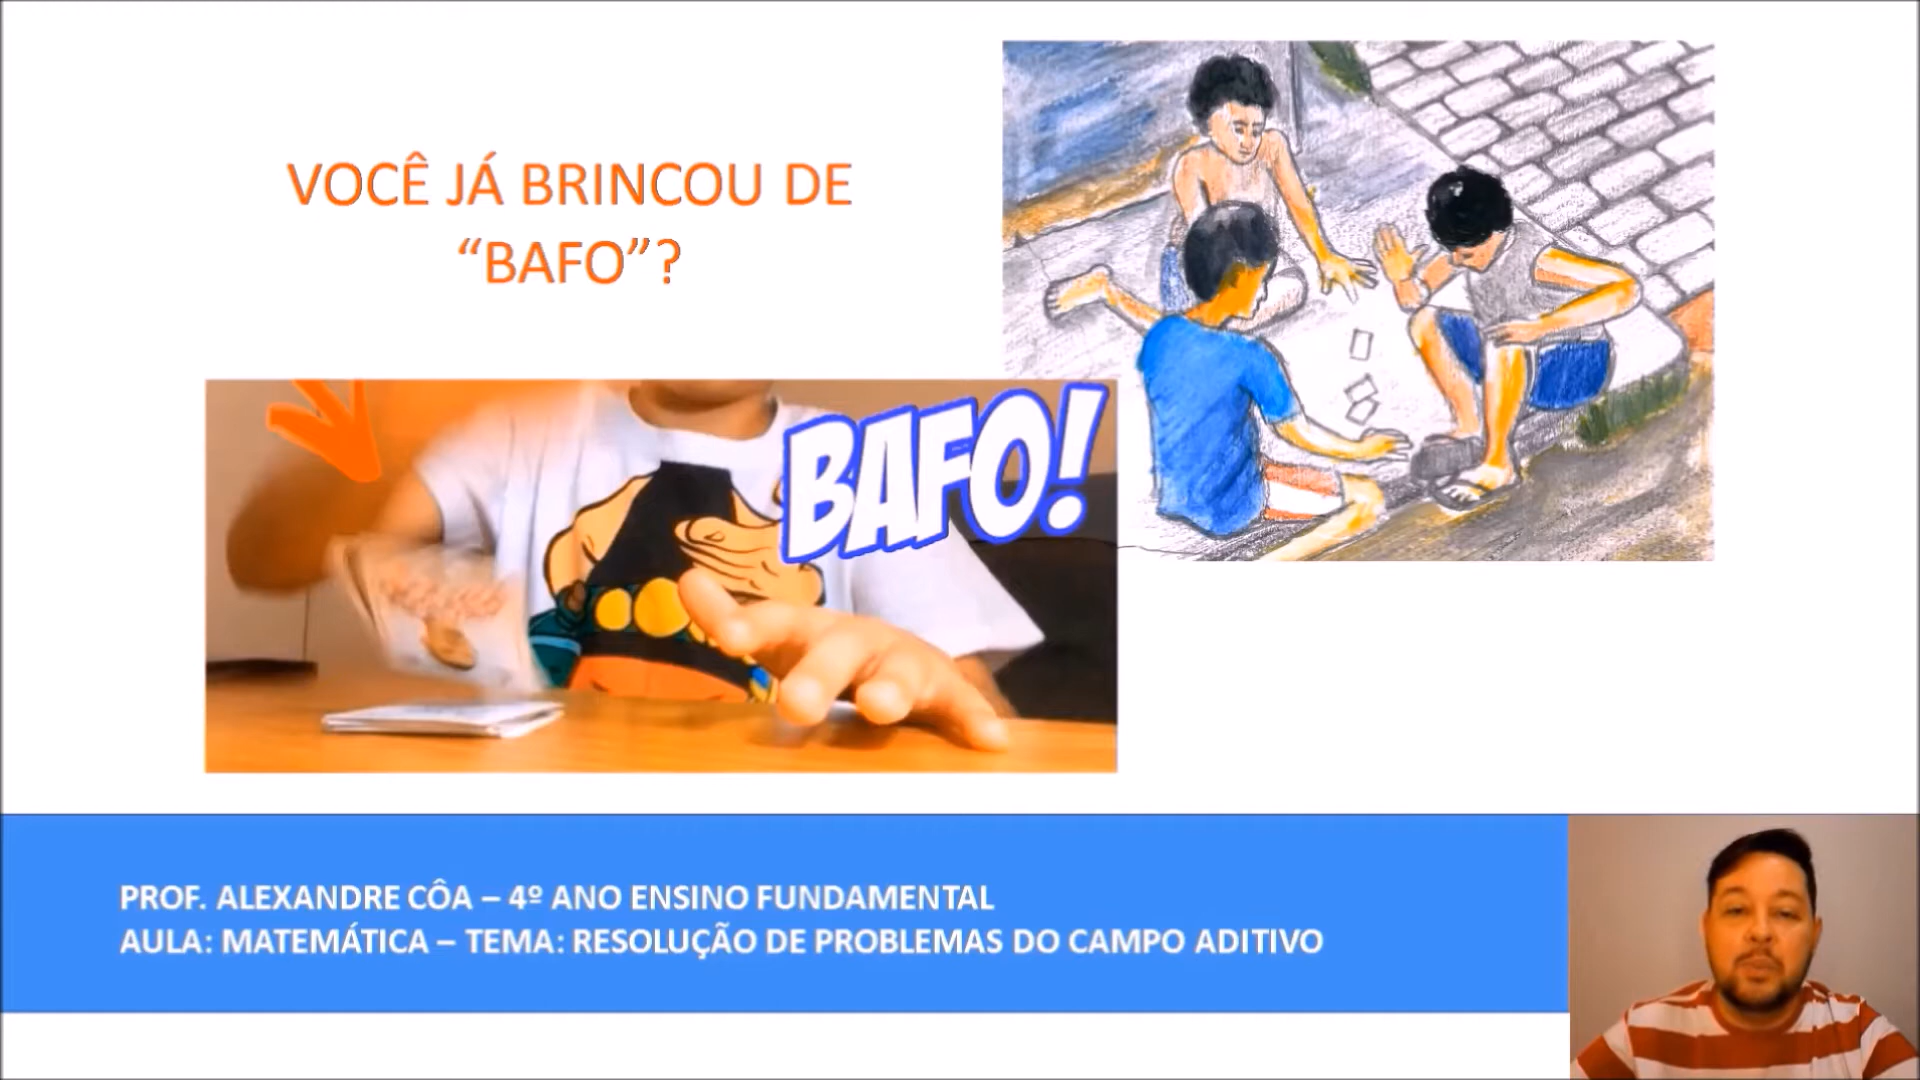 VOCÊ JÁ BRINCOU DE
“BAFO”?
BAFO!
PROF. ALEXANDRE CÔA – 4º ANO ENSINO FUNDAMENTAL
AULA: MATEMÁTICA – TEMA: RESOLUÇÃO DE PROBLEMAS DO CAMPO ADITIVO